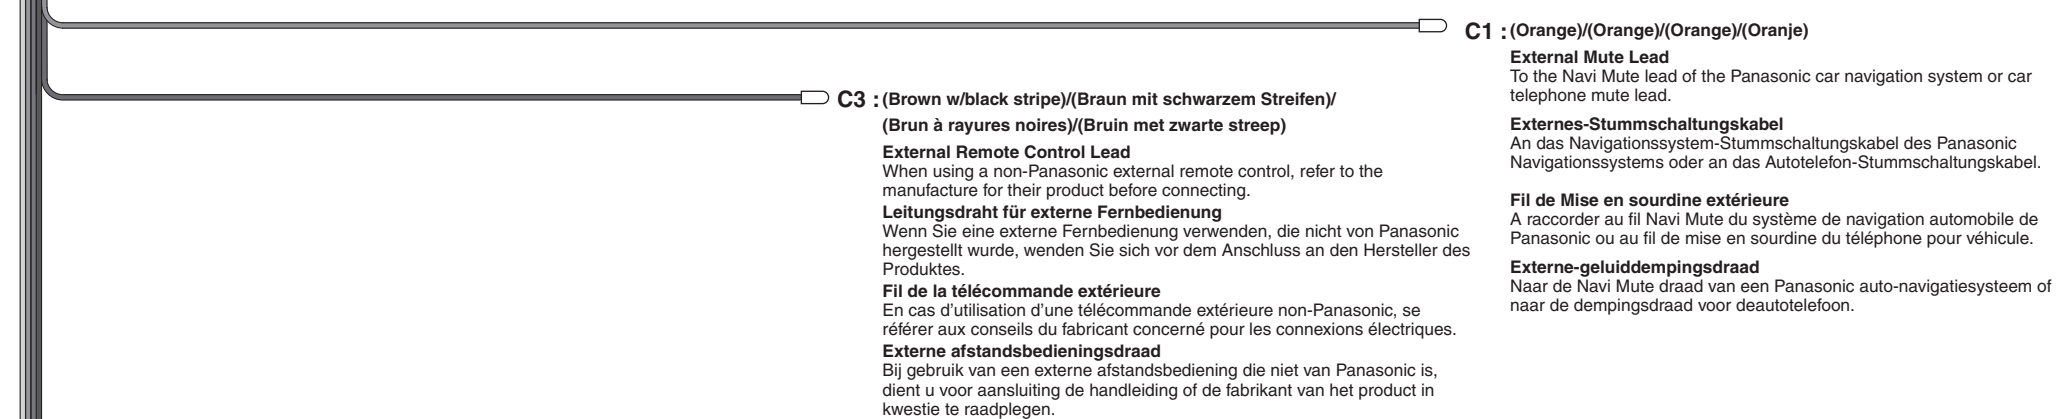 C1 : (Orange)/(Orange)/(Orange)/(Oranje)
External Mute Lead
To the Navi Mute lead of the Panasonic car navigation system or car
telephone mute lead.
Externes-Stummschaltungskabel
An das Navigationssystem-Stummschaltungskabel des Panasonic
Navigationssystems oder an das Autotelefon-Stummschaltungskabel.
Fil de Mise en sourdine extérieure
A raccorder au fil Navi Mute du système de navigation automobile de
Panasonic ou au fil de mise en sourdine du téléphone pour véhicule.
Externe-geluiddempingsdraad
Naar de Navi Mute draad van een Panasonic auto-navigatiesysteem of
naar de dempingsdraad voor deautotelefoon.
C3 : (Brown w/black stripe)/(Braun mit schwarzem Streifen)/
(Brun à rayures noires)/(Bruin met zwarte streep)
External Remote Control Lead
When using a non-Panasonic external remote control, refer to the
manufacture for their product before connecting.
Leitungsdraht für externe Fernbedienung
Wenn Sie eine externe Fernbedienung verwenden, die nicht von Panasonic
hergestellt wurde, wenden Sie sich vor dem Anschluss an den Hersteller des
Produktes.
Fil de la télécommande extérieure
En cas d'utilisation d'une télécommande extérieure non-Panasonic, se
référer aux conseils du fabricant concerné pour les connexions électriques.
Externe afstandsbedieningsdraad
Bij gebruik van een externe afstandsbediening die niet van Panasonic is,
dient u voor aansluiting de handleiding of de fabrikant van het product in
kwestie te raadplegen.